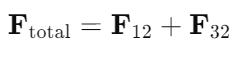 F_total = F_12 + F_32